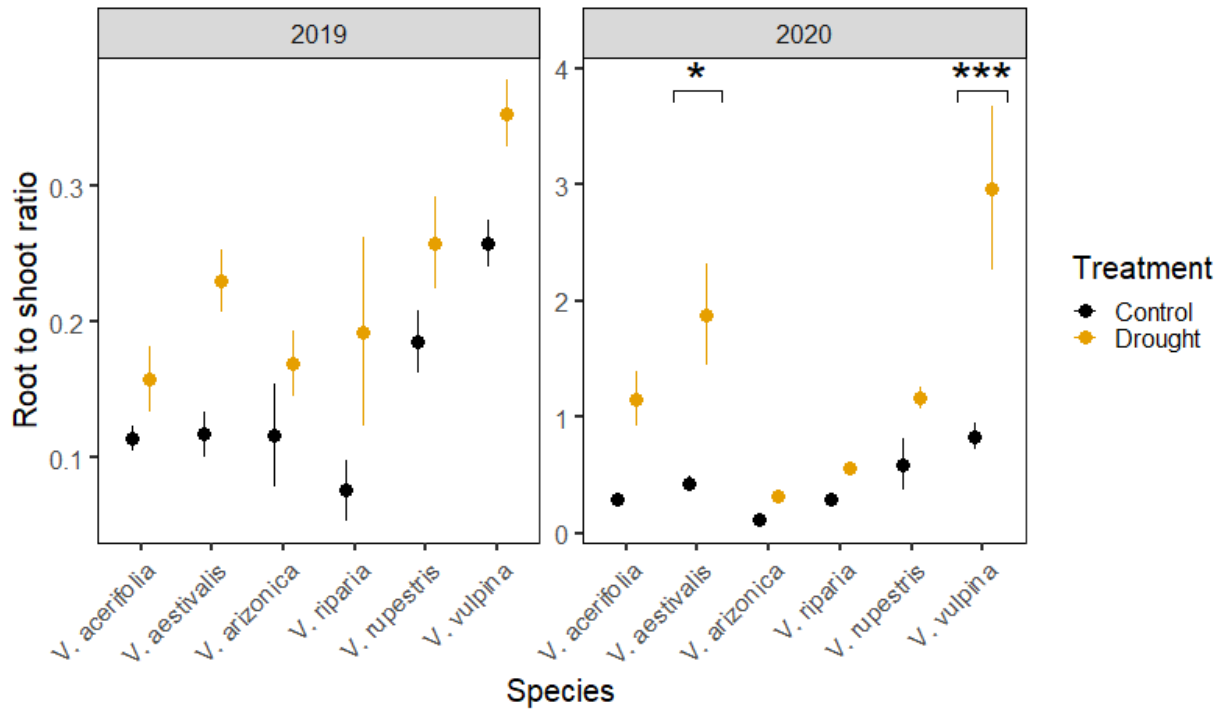 2019
2020
Root to shoot ratio
0.3
0.2
0.1
4
3
2
1
0
*
***
V. acerifolia
V. aestivalis
V. arizonica
V. riparia
V. rupestris
V. vulpina
V. acerifolia
V. aestivalis
V. arizonica
V. riparia
V. rupestris
V. vulpina
Species
Treatment
Control
Drought